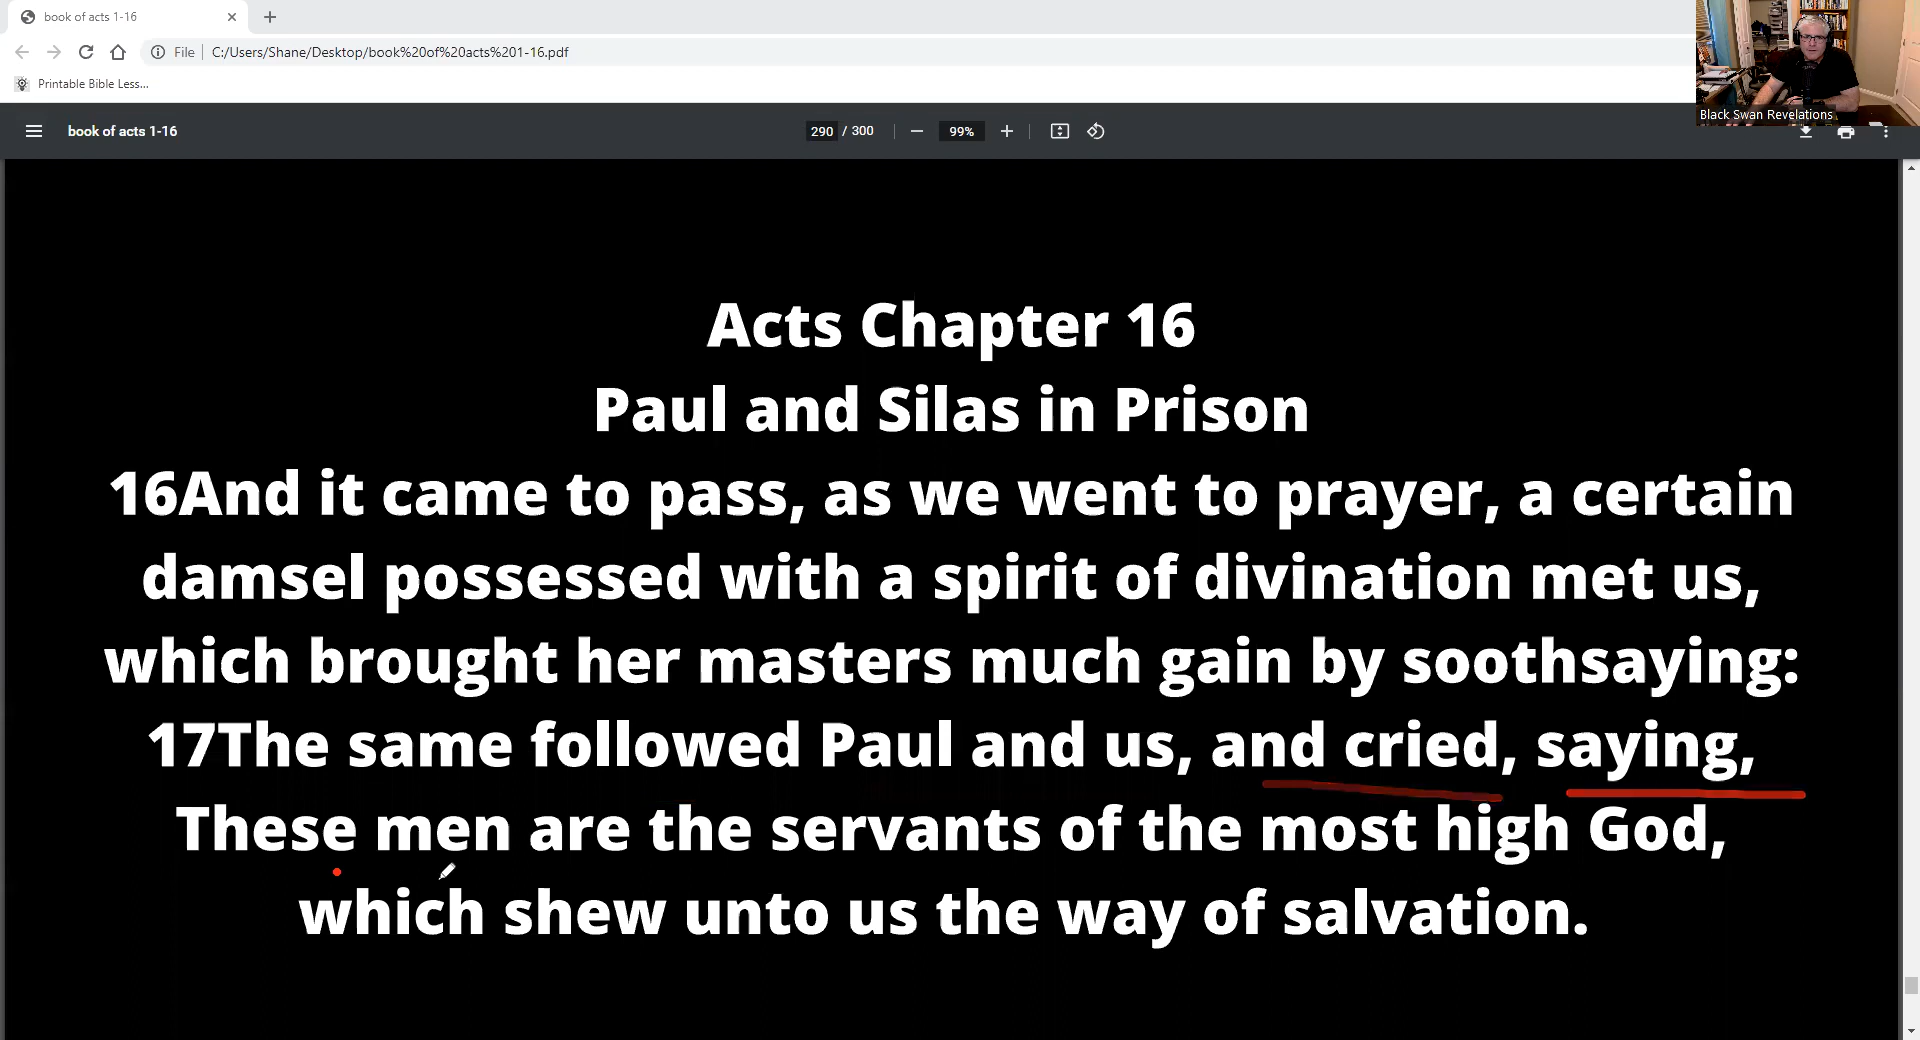 book of acts 1-16
File C:/Users/Shane/Desktop/book%20of%20acts%201-16.pdf
Printable Bible Less...
Black Swan Revelations
book of acts 1-16
290 / 300
99%
Acts Chapter 16
Paul and Silas in Prison
16And it came to pass, as we went to prayer, a certain
damsel possessed with a spirit of divination met us,
which brought her masters much gain by soothsaying:
17The same followed Paul and us, and cried, saying,
These men are the servants of the most high God,
which shew unto us the way of salvation.